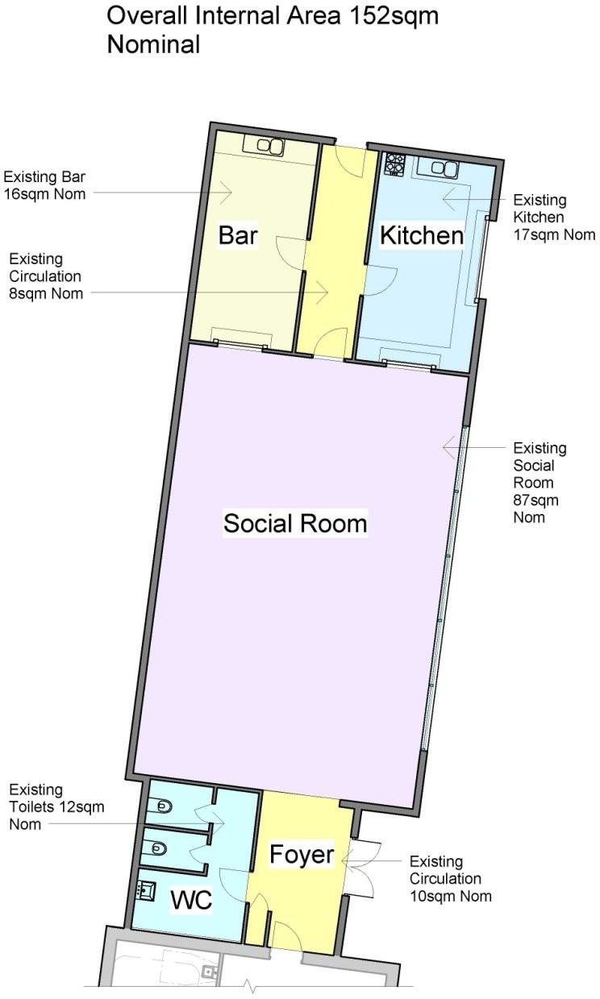 Overall Internal Area 152sqm
Nominal
Existing Bar
16sqm Nom
Existing
Kitchen
17sqm Nom
Bar
Kitchen
Existing
Circulation
8sqm Nom
Existing
Social
Room
87sqm
Nom
Social Room
Existing
Toilets 12sqm
Nom
Foyer
Existing
Circulation
10sqm Nom
WC